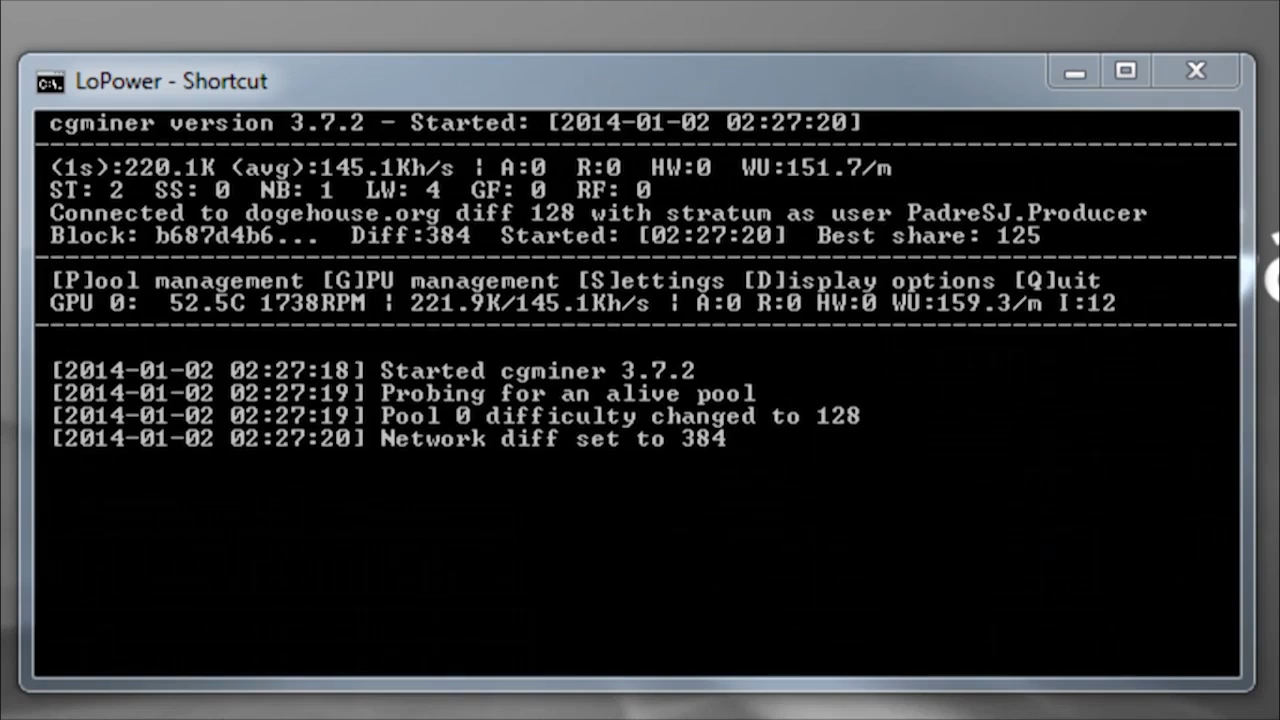 LoPower - Shortcut
cgminer version 3.7.2 - Started: [2014-01-02 02:27:20]
(1s):220.1K (avg):145.1Kh/s | A:0 R:0 HW:0 WU:151.7/m
ST: 2 SS: 0 NB: 1 LW: 4 GF: 0 RF: 0
Connected to dogehouse.org diff 128 with stratum as user PadreSJ.Producer
Block: b687d4b6... Diff:384 Started: [02:27:20] Best share: 125
[P]ool management [G]PU management [S]ettings [D]isplay options [Q]uit
GPU 0: 52.5C 1738RPM | 221.9K/145.1Kh/s | A:0 R:0 HW:0 WU:159.3/m I:12
[2014-01-02 02:27:18] Started cgminer 3.7.2
[2014-01-02 02:27:19] Probing for an alive pool
[2014-01-02 02:27:19] Pool 0 difficulty changed to 128
[2014-01-02 02:27:20] Network diff set to 384